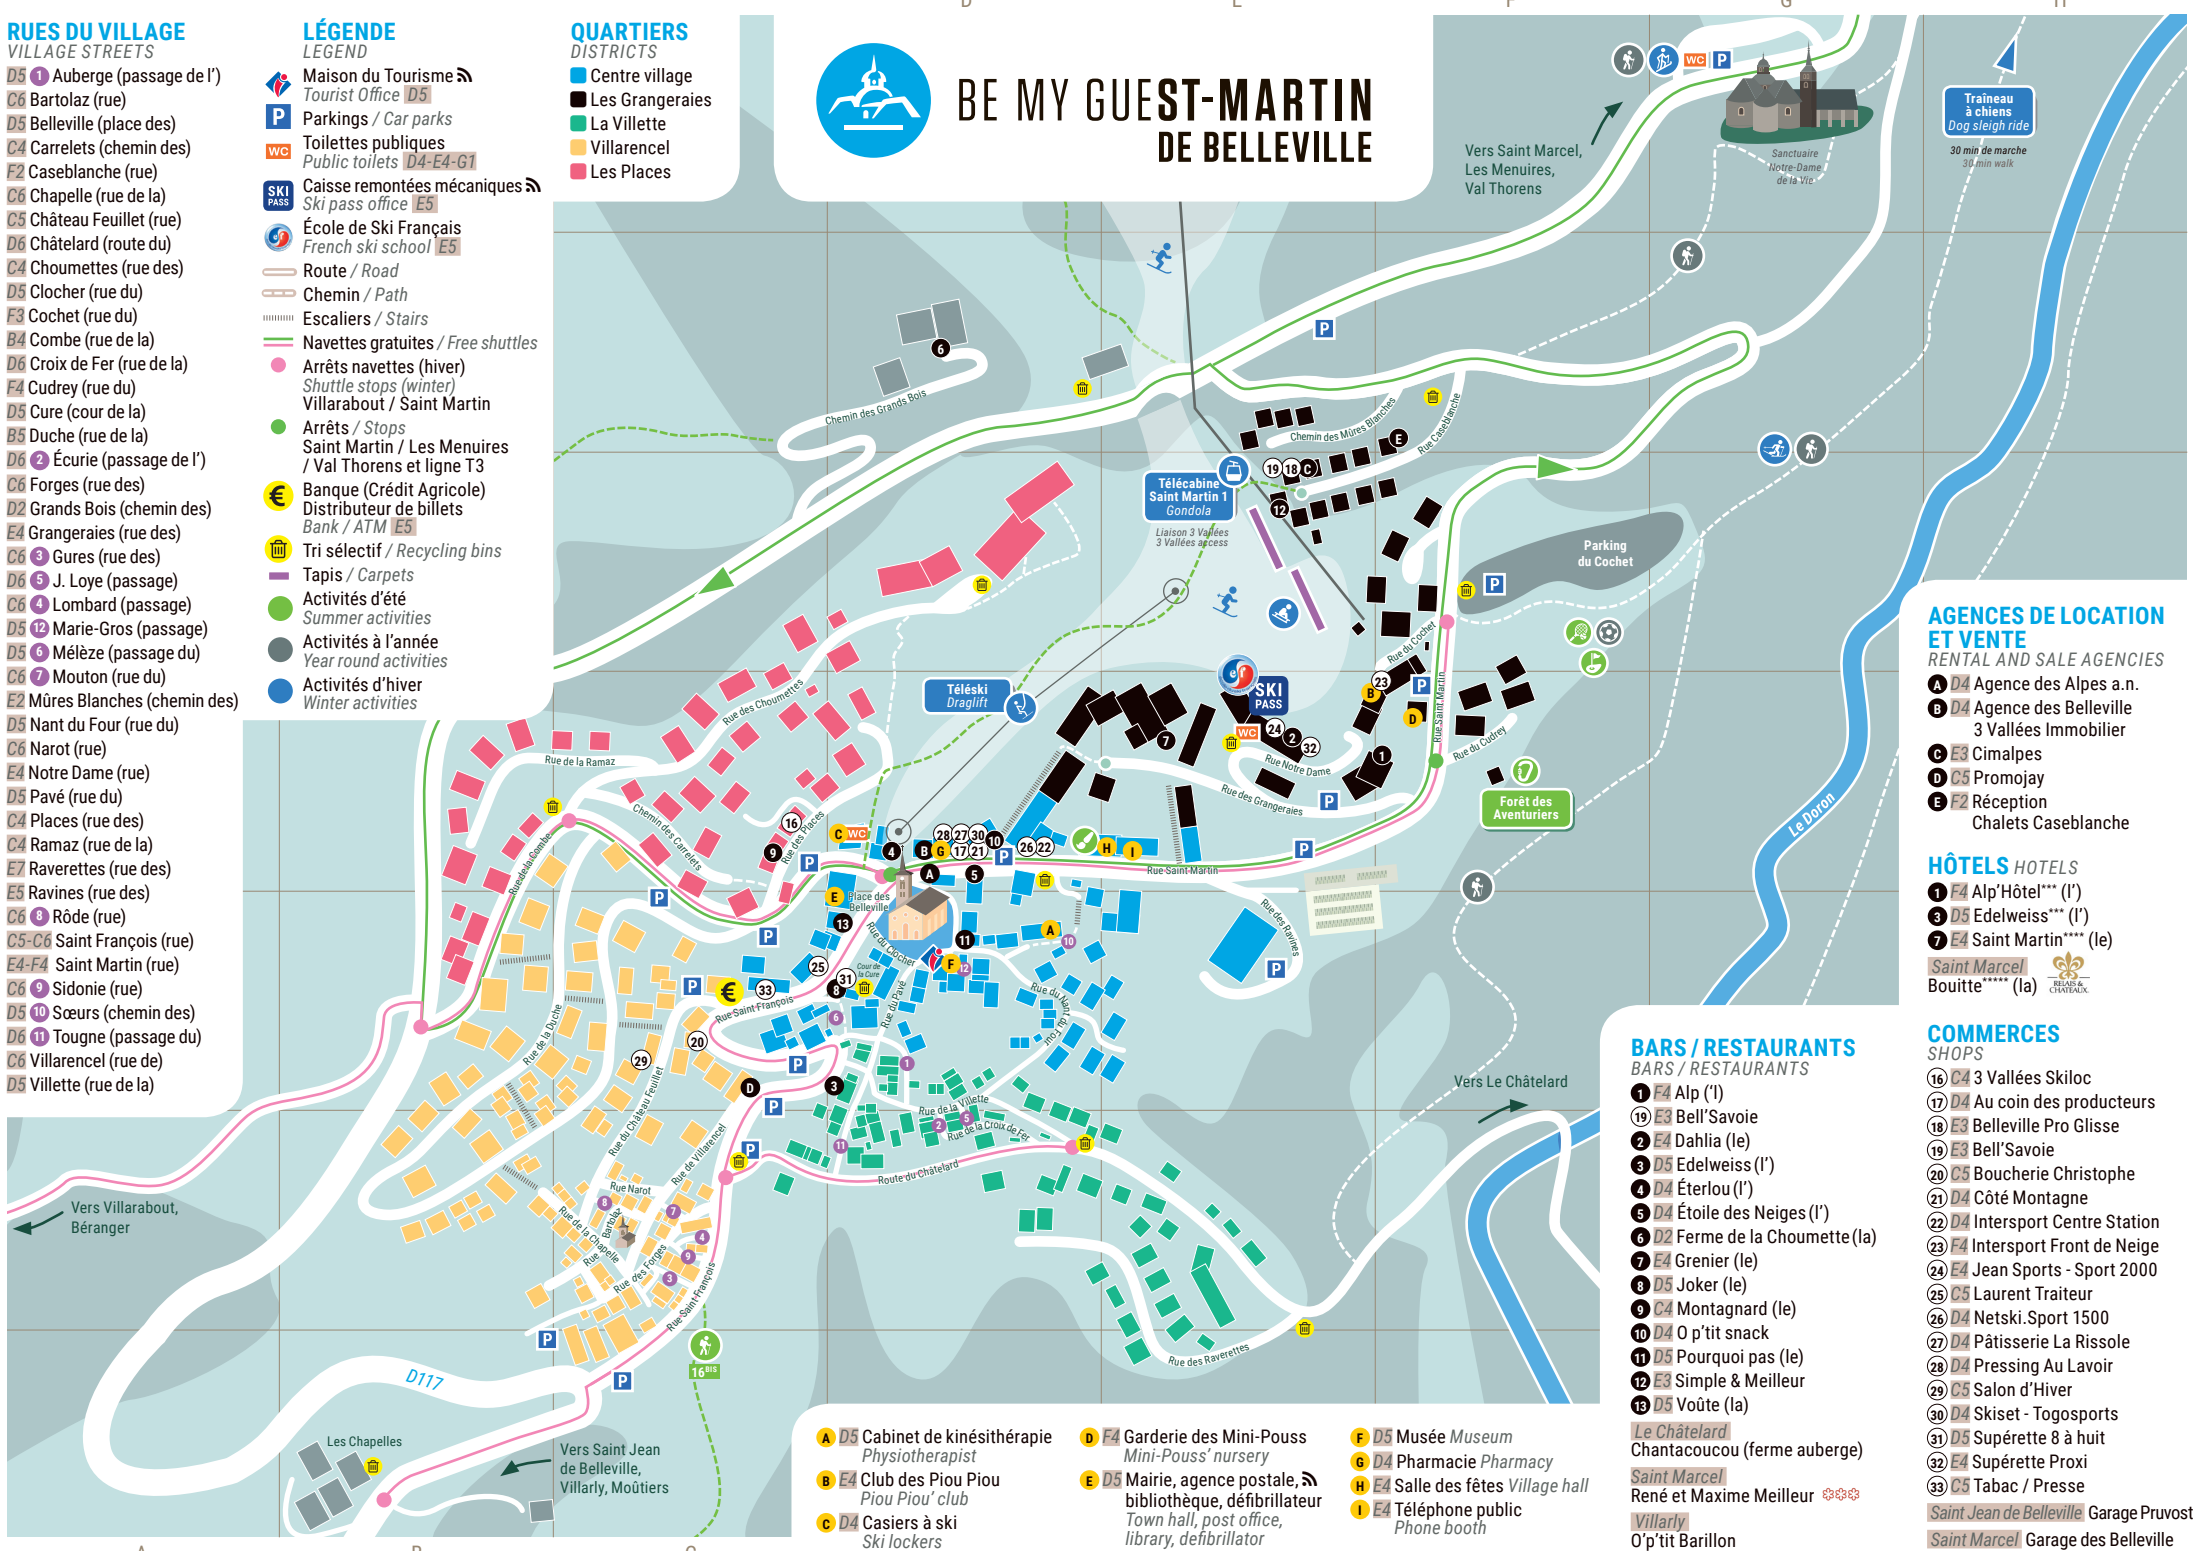 RUES DU VILLAGE
VILLAGE STREETS
D5 1 Auberge (passage de l')
C6 Bartolaz (rue)
D5 Belleville (place des)
C4 Carrelets (chemin des)
F2 Caseblanche (rue)
C6 Chapelle (rue de la)
C5 Château Feuillet (rue)
D6 Châtelard (route du)
C4 Choumettes (rue des)
D5 Clocher (rue du)
F3 Cochet (rue du)
B4 Combe (rue de la)
D6 Croix de Fer (rue de la)
F4 Cudrey (rue du)
D5 Cure (cour de la)
B5 Duche (rue de la)
D6 2 Écurie (passage de l')
C6 Forges (rue des)
D2 Grands Bois (chemin des)
E4 Grangeraies (rue des)
C6 3 Gures (rue des)
D6 5 J. Loye (passage)
C6 4 Lombard (passage)
D5 12 Marie-Gros (passage)
D5 6 Mélèze (passage du)
C6 7 Mouton (rue du)
E2 Mûres Blanches (chemin des)
D5 Nant du Four (rue du)
C6 Narot (rue)
E4 Notre Dame (rue)
D5 Pavé (rue du)
C4 Places (rue des)
C4 Ramaz (rue de la)
E7 Raverettes (rue des)
E5 Ravines (rue des)
C6 8 Rôde (rue)
C5-C6 Saint François (rue)
E4-F4 Saint Martin (rue)
C6 9 Sidonie (rue)
D5 10 Sœurs (chemin des)
D6 11 Tougne (passage du)
C6 Villarencel (rue de)
D5 Villette (rue de la)
LÉGENDE
LEGEND
Maison du Tourisme
Tourist Office D5
P Parkings / Car parks
WC Toilettes publiques
Public toilets D4-E4-G1
SKI PASS Caisse remontées mécaniques
Ski pass office E5
École de Ski Français
French ski school E5
Route / Road
Chemin / Path
Escaliers / Stairs
Navettes gratuites / Free shuttles
Arrêts navettes (hiver)
Shuttle stops (winter)
Villarabout / Saint Martin
Arrêts / Stops
Saint Martin / Les Menuires
/ Val Thorens et ligne T3
€ Banque (Crédit Agricole)
Distributeur de billets
Bank / ATM E5
Tri sélectif / Recycling bins
Tapis / Carpets
Activités d'été
Summer activities
Activités à l'année
Year round activities
Activités d'hiver
Winter activities
QUARTIERS
DISTRICTS
Centre village
Les Grangeraies
La Villette
Villarencel
Les Places
BE MY GUEST-MARTIN
DE BELLEVILLE
Vers Saint Marcel,
Les Menuires,
Val Thorens
WC P
Sanctuaire
Notre-Dame
de la Vie
Traîneau
à chiens
Dog sleigh ride
30 min de marche
30 min walk
Chemin des Grands Bois
Chemin des Mûres Blanches
Rue Caseblanche
Télécabine
Saint Martin 1
Gondola
Liaison 3 Vallées
3 Vallées access
Parking
du Cochet
Rue du Cochet
Téléski
Draglift
SKI
PASS
WC
Rue Notre Dame
Rue des Grangeraies
Rue Saint Martin
Rue du Cudrey
Forêt des
Aventuriers
Rue des Choumettes
Rue de la Ramaz
Chemin des Carrelets
Rue des Places
Rue de la Combe
Rue Saint Martin
Place des
Belleville
Rue du Clocher
Cour de
la Cure
Rue du Pavé
Rue du Nant du Four
Rue des Ravines
Rue Saint François
Rue de la Duche
Rue du Château Feuillet
Rue de Villarencel
Rue de la Villette
Rue de la Croix de Fer
Route du Châtelard
Rue Narot
Rue Bartolaz
Rue de la Chapelle
Rue des Forges
Rue Saint François
Rue des Raverettes
16BIS
D117
Les Chapelles
Vers Villarabout,
Béranger
Vers Saint Jean
de Belleville,
Villarly, Moûtiers
Vers Le Châtelard
Le Doron
A D5 Cabinet de kinésithérapie
Physiotherapist
B E4 Club des Piou Piou
Piou Piou' club
C D4 Casiers à ski
Ski lockers
D F4 Garderie des Mini-Pouss
Mini-Pouss' nursery
E D5 Mairie, agence postale,
bibliothèque, défibrillateur
Town hall, post office,
library, defibrillator
F D5 Musée Museum
G D4 Pharmacie Pharmacy
H E4 Salle des fêtes Village hall
I E4 Téléphone public
Phone booth
BARS / RESTAURANTS
BARS / RESTAURANTS
1 F4 Alp ('l)
19 E3 Bell'Savoie
2 E4 Dahlia (le)
3 D5 Edelweiss (l')
4 D4 Éterlou (l')
5 D4 Étoile des Neiges (l')
6 D2 Ferme de la Choumette (la)
7 E4 Grenier (le)
8 D5 Joker (le)
9 C4 Montagnard (le)
10 D4 O p'tit snack
11 D5 Pourquoi pas (le)
12 E3 Simple & Meilleur
13 D5 Voûte (la)
Le Châtelard
Chantacoucou (ferme auberge)
Saint Marcel
René et Maxime Meilleur
Villarly
O'p'tit Barillon
AGENCES DE LOCATION
ET VENTE
RENTAL AND SALE AGENCIES
A D4 Agence des Alpes a.n.
B D4 Agence des Belleville
3 Vallées Immobilier
C E3 Cimalpes
D C5 Promojay
E F2 Réception
Chalets Caseblanche
HÔTELS HOTELS
1 F4 Alp'Hôtel*** (l')
3 D5 Edelweiss*** (l')
7 E4 Saint Martin**** (le)
Saint Marcel
Bouitte***** (la)
RELAIS &
CHATEAUX
COMMERCES
SHOPS
16 C4 3 Vallées Skiloc
17 D4 Au coin des producteurs
18 E3 Belleville Pro Glisse
19 E3 Bell'Savoie
20 C5 Boucherie Christophe
21 D4 Côté Montagne
22 D4 Intersport Centre Station
23 F4 Intersport Front de Neige
24 E4 Jean Sports - Sport 2000
25 C5 Laurent Traiteur
26 D4 Netski.Sport 1500
27 D4 Pâtisserie La Rissole
28 D4 Pressing Au Lavoir
29 C5 Salon d'Hiver
30 D4 Skiset - Togosports
31 D5 Supérette 8 à huit
32 E4 Supérette Proxi
33 C5 Tabac / Presse
Saint Jean de Belleville Garage Pruvost
Saint Marcel Garage des Belleville